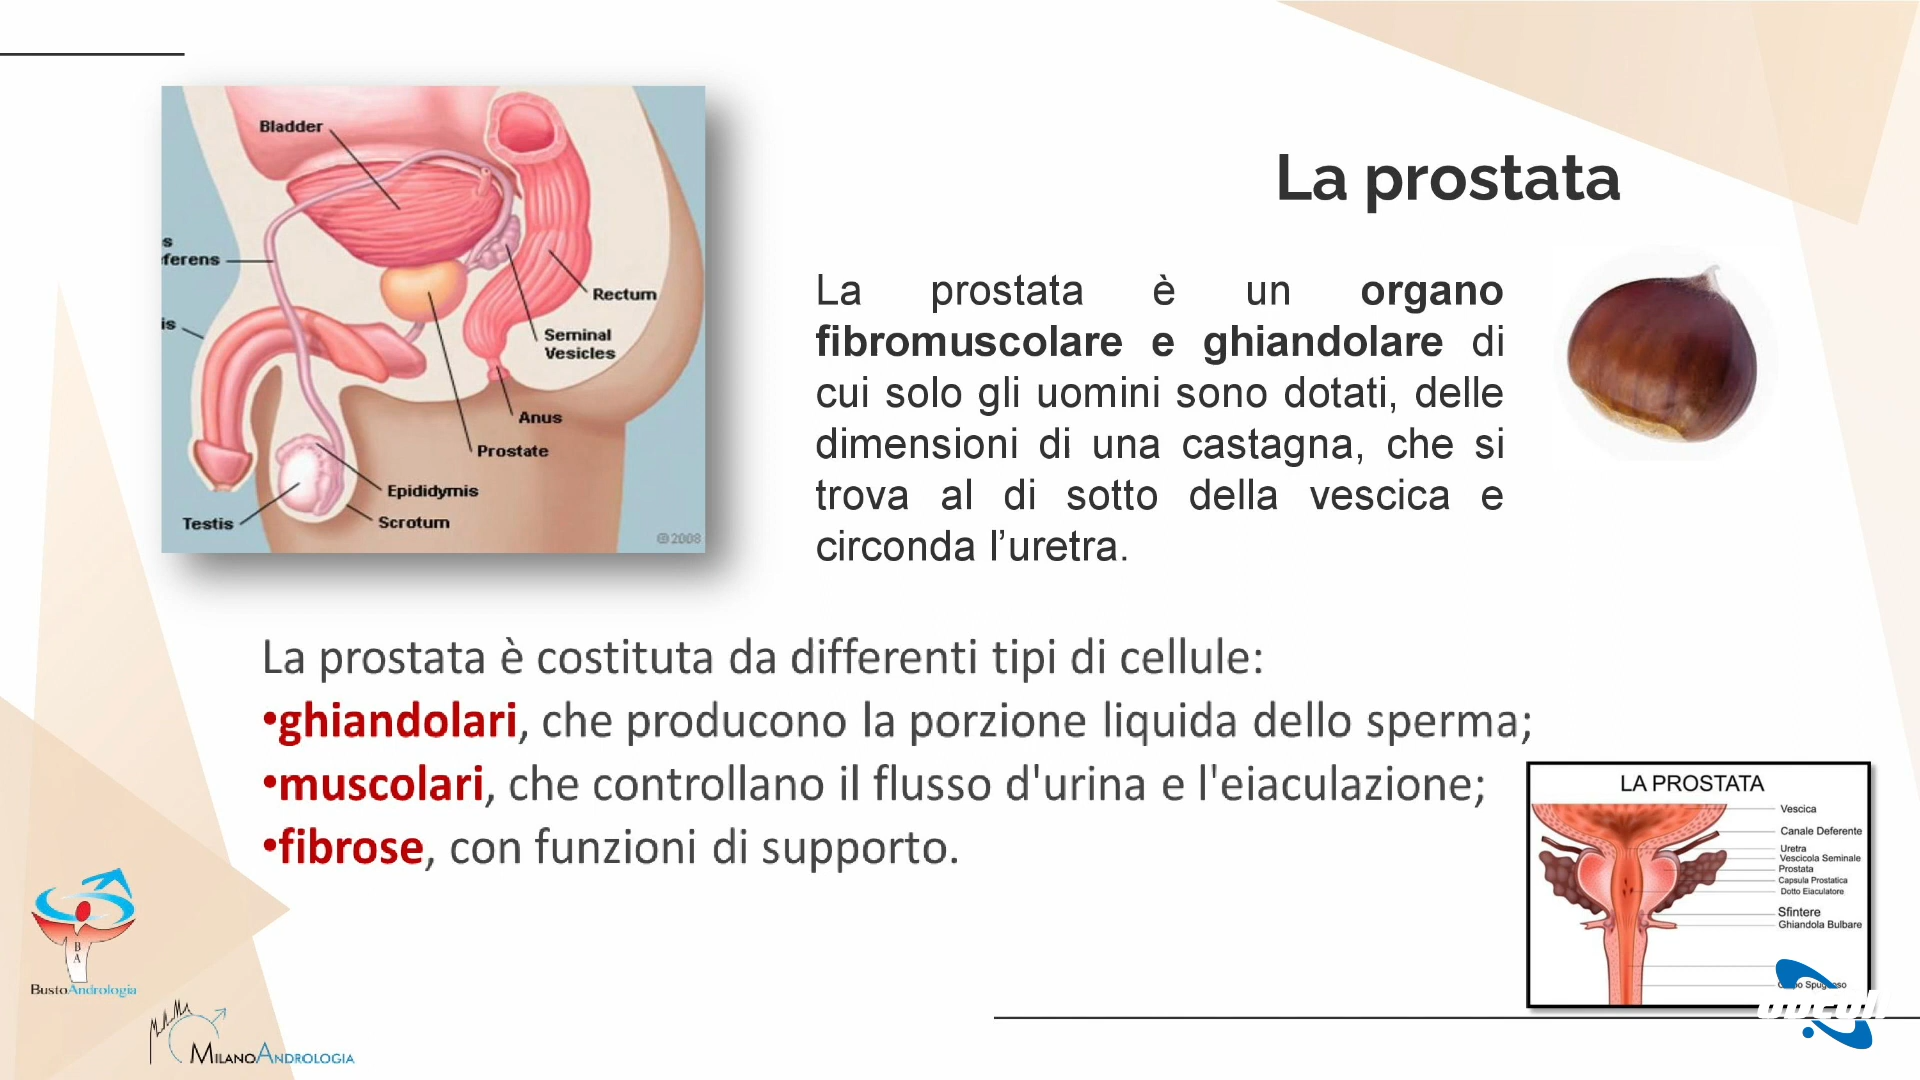 La prostata
Bladder
s
ferens
is
Rectum
Seminal
Vesicles
Anus
Prostate
Epididymis
Testis
Scrotum
©2008
La prostata è un organo
fibromuscolare e ghiandolare di
cui solo gli uomini sono dotati, delle
dimensioni di una castagna, che si
trova al di sotto della vescica e
circonda l’uretra.
La prostata è costituta da differenti tipi di cellule:
•ghiandolari, che producono la porzione liquida dello sperma;
•muscolari, che controllano il flusso d'urina e l'eiaculazione;
•fibrose, con funzioni di supporto.
LA PROSTATA
Vescica
Canale Deferente
Uretra
Vescicola Seminale
Prostata
Capsula Prostatica
Dotto Eiaculatore
Sfintere
Ghiandola Bulbare
B
A
BustoAndrologia
MILANOANDROLOGIA